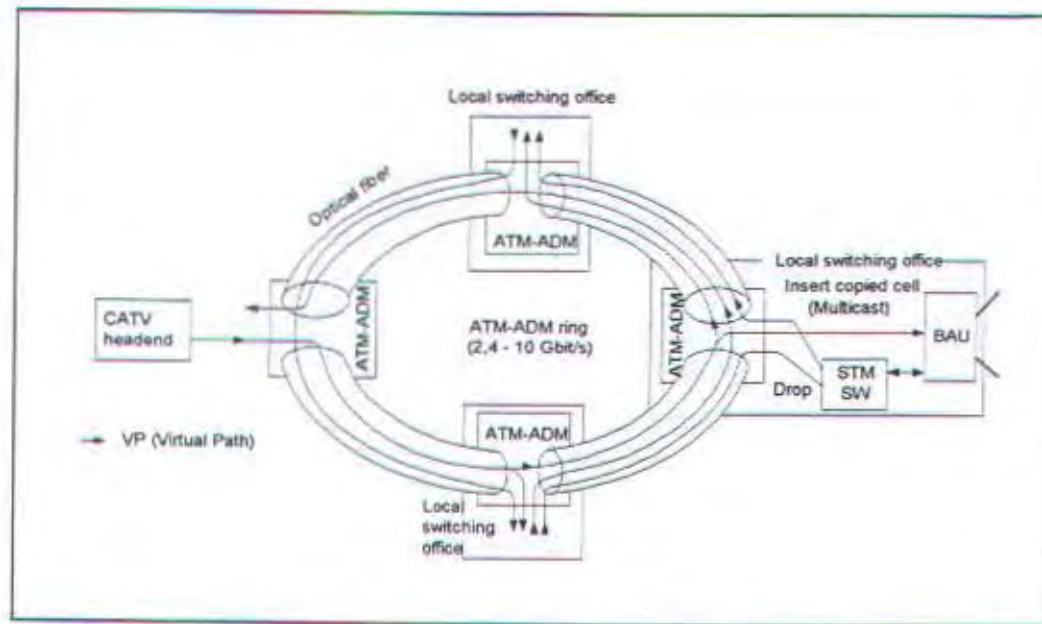 Local switching office
Optical fiber
ATM-ADM
Local switching office
Insert copied cell
(Multicast)
CATV
headend
ATM-ADM
ATM-ADM ring
(2,4 - 10 Gbit/s)
ATM-ADM
BAU
STM
SW
Drop
VP (Virtual Path)
ATM-ADM
Local
switching
office